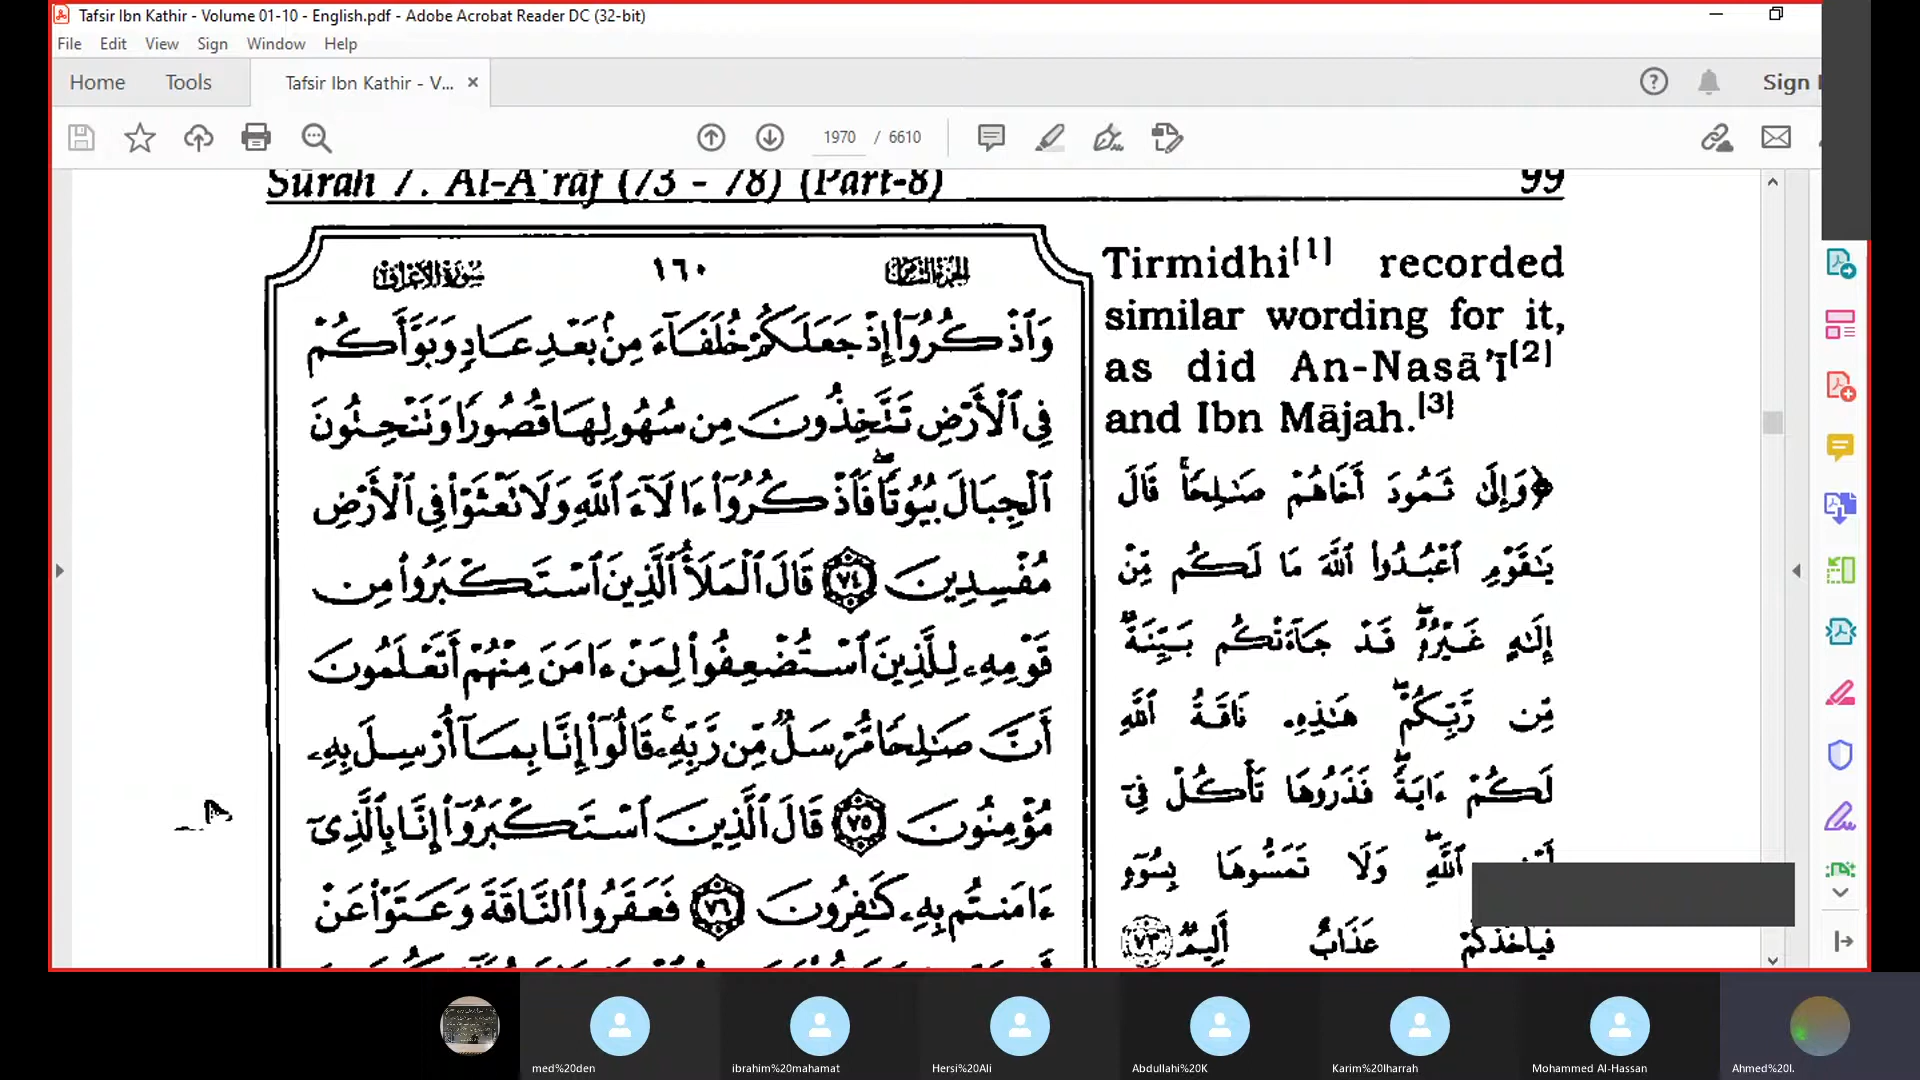 Tafsir Ibn Kathir - Volume 01-10 - English.pdf - Adobe Acrobat Reader DC (32-bit)
File Edit View Sign Window Help
Home Tools Tafsir Ibn Kathir - V... × Sign
1970 / 6610
Sūrah 7. Al-A'rāf (73 - 78) (Part-8) 99
سورة الأعراف ١٦٠ الجزء الثامن
وَٱذْكُرُوٓا۟ إِذْ جَعَلَكُمْ خُلَفَآءَ مِنۢ بَعْدِ عَادٍ وَبَوَّأَكُمْ
فِى ٱلْأَرْضِ تَتَّخِذُونَ مِن سُهُولِهَا قُصُورًا وَتَنْحِتُونَ
ٱلْجِبَالَ بُيُوتًا ۖ فَٱذْكُرُوٓا۟ ءَالَآءَ ٱللَّهِ وَلَا تَعْثَوْا۟ فِى ٱلْأَرْضِ
مُفْسِدِينَ ٧٤ قَالَ ٱلْمَلَأُ ٱلَّذِينَ ٱسْتَكْبَرُوا۟ مِن
قَوْمِهِۦ لِلَّذِينَ ٱسْتُضْعِفُوا۟ لِمَنْ ءَامَنَ مِنْهُمْ أَتَعْلَمُونَ
أَنَّ صَٰلِحًا مُّرْسَلٌ مِّن رَّبِّهِۦ ۚ قَالُوٓا۟ إِنَّا بِمَآ أُرْسِلَ بِهِۦ
مُؤْمِنُونَ ٧٥ قَالَ ٱلَّذِينَ ٱسْتَكْبَرُوٓا۟ إِنَّا بِٱلَّذِىٓ
ءَامَنتُم بِهِۦ كَٰفِرُونَ ٧٦ فَعَقَرُوا۟ ٱلنَّاقَةَ وَعَتَوْا۟ عَنْ
Tirmidhi[1] recorded
similar wording for it,
as did An-Nasā'ī[2]
and Ibn Mājah.[3]
﴿وَإِلَىٰ ثَمُودَ أَخَاهُمْ صَٰلِحًا ۚ قَالَ
يَٰقَوْمِ ٱعْبُدُوا۟ ٱللَّهَ مَا لَكُم مِّنْ
إِلَٰهٍ غَيْرُهُۥ ۖ قَدْ جَآءَتْكُم بَيِّنَةٌ
مِّن رَّبِّكُمْ ۖ هَٰذِهِۦ نَاقَةُ ٱللَّهِ
لَكُمْ ءَايَةً ۖ فَذَرُوهَا تَأْكُلْ فِىٓ
ٱللَّهِ ۖ وَلَا تَمَسُّوهَا بِسُوٓءٍ
فَيَأْخُذَكُمْ عَذَابٌ أَلِيمٌ ٧٣
med%20den ibrahim%20mahamat Hersi%20Ali Abdullahi%20K Karim%20Iharrah Mohammed Al-Hassan Ahmed%20I.